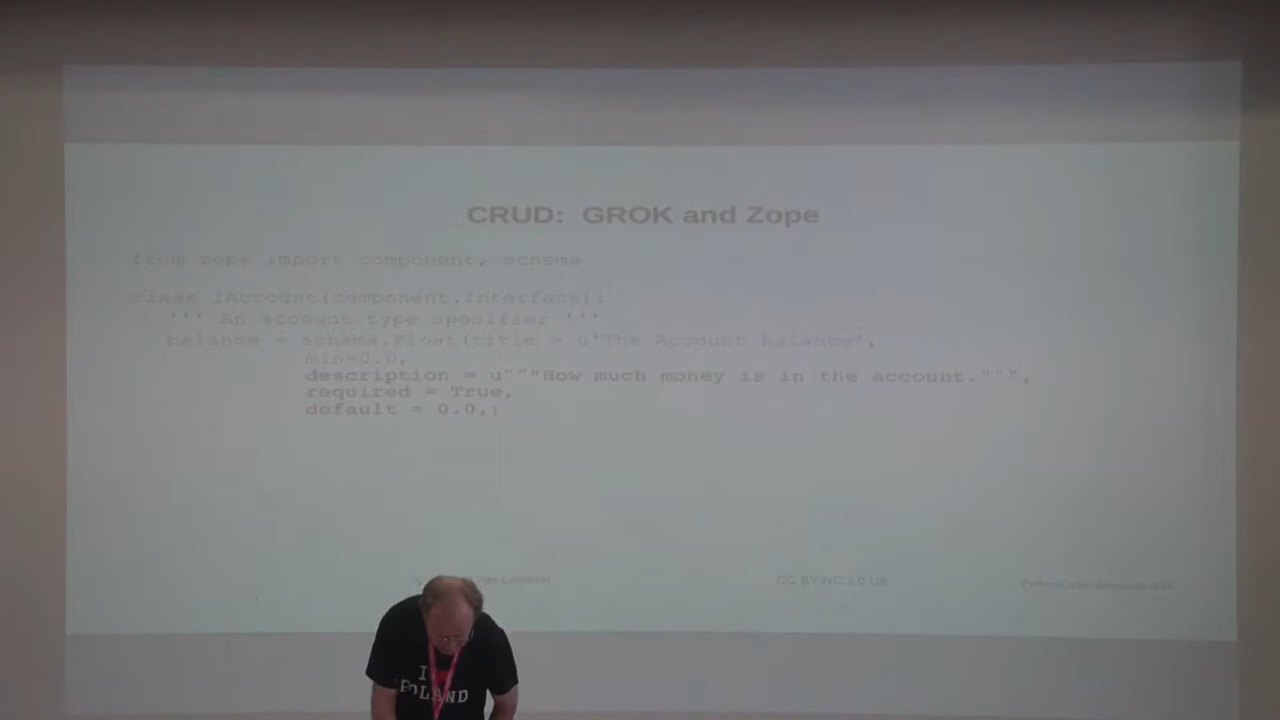 CRUD: GROK and Zope
from zope import component, schema
class IAccount(component.Interface):
''' An account type specifier '''
Balance = schema.Float(title = u'The Account Balance',
min=0.0,
description = u"""How much money is in the account.""",
required = True,
default = 0.0,)
CC BY-NC 3.0 US
I
POLAND